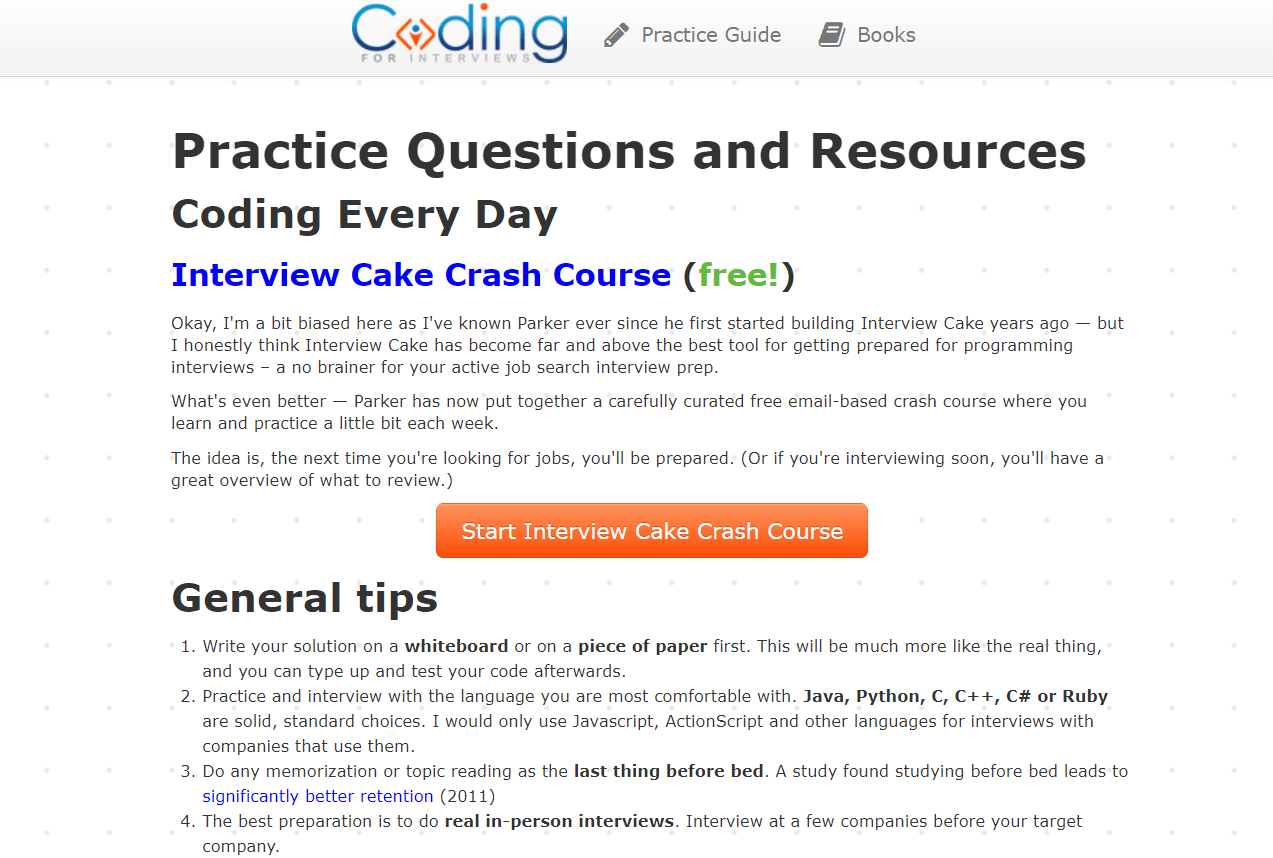 Coding
FOR INTERVIEWS
Practice Guide
Books
Practice Questions and Resources
Coding Every Day
Interview Cake Crash Course (free!)
Okay, I'm a bit biased here as I've known Parker ever since he first started building Interview Cake years ago — but
I honestly think Interview Cake has become far and above the best tool for getting prepared for programming
interviews – a no brainer for your active job search interview prep.
What's even better — Parker has now put together a carefully curated free email-based crash course where you
learn and practice a little bit each week.
The idea is, the next time you're looking for jobs, you'll be prepared. (Or if you're interviewing soon, you'll have a
great overview of what to review.)
Start Interview Cake Crash Course
General tips
1. Write your solution on a whiteboard or on a piece of paper first. This will be much more like the real thing,
and you can type up and test your code afterwards.
2. Practice and interview with the language you are most comfortable with. Java, Python, C, C++, C# or Ruby
are solid, standard choices. I would only use Javascript, ActionScript and other languages for interviews with
companies that use them.
3. Do any memorization or topic reading as the last thing before bed. A study found studying before bed leads to
significantly better retention (2011)
4. The best preparation is to do real in-person interviews. Interview at a few companies before your target
company.